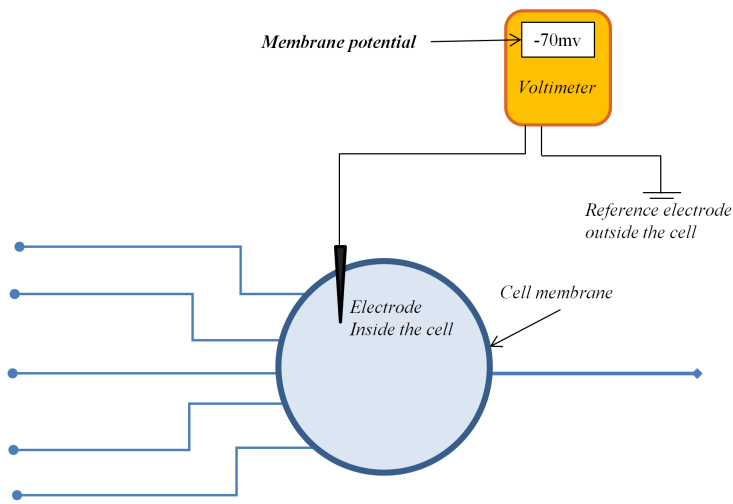 Membrane potential
-70mv
Voltimeter
Reference electrode
outside the cell
Electrode
Inside the cell
Cell membrane